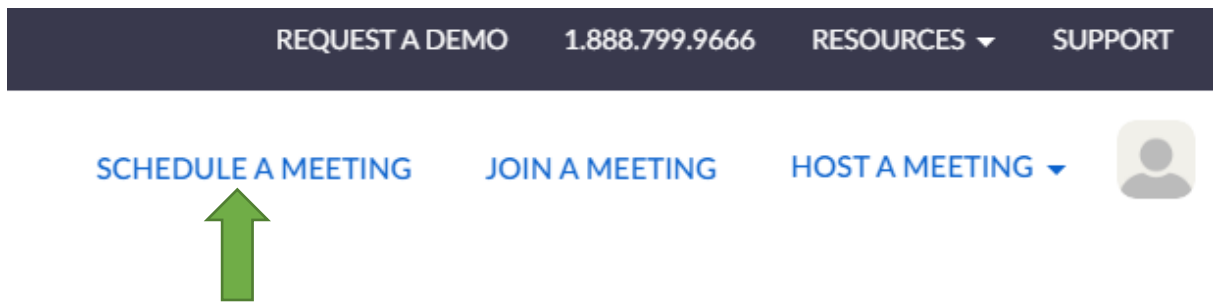 REQUEST A DEMO 1.888.799.9666 RESOURCES SUPPORT
SCHEDULE A MEETING JOIN A MEETING HOST A MEETING